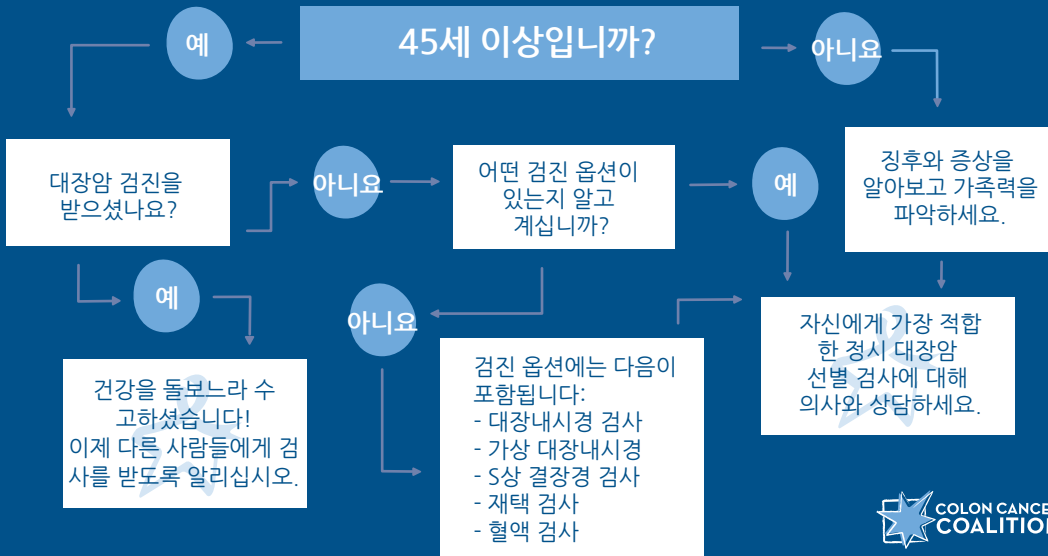 45세 이상입니까?
예
아니요
대장암 검진을
받으셨나요?
아니요
어떤 검진 옵션이
있는지 알고
계십니까?
예
징후와 증상을
알아보고 가족력을
파악하세요.
예
아니요
건강을 돌보느라 수
고하셨습니다!
이제 다른 사람들에게 검
사를 받도록 알리십시오.
검진 옵션에는 다음이
포함됩니다:
- 대장내시경 검사
- 가상 대장내시경
- S상 결장경 검사
- 재택 검사
- 혈액 검사
자신에게 가장 적합
한 정시 대장암
선별 검사에 대해
의사와 상담하세요.
COLON CANCE
COALITION